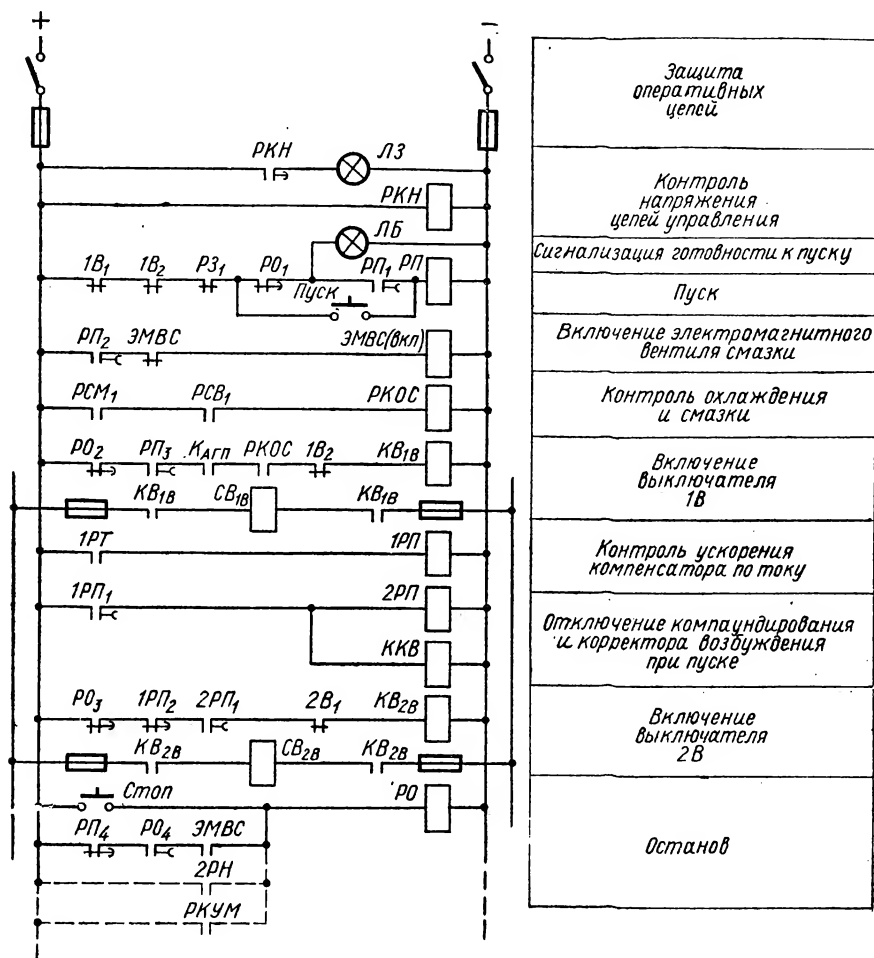 +
−
Защита
оперативных
цепей
РКН ЛЗ
РКН
Контроль
напряжения
цепей управления
ЛБ
Сигнализация готовности к пуску
1В1 1В2 РЗ1 РО1 РП1 РП
Пуск
Пуск
РП2 ЭМВС ЭМВС(вкл)
Включение электромагнитного
вентиля смазки
РСМ1 РСВ1 РКОС
Контроль охлаждения
и смазки
РО2 РП3 КАГП РКОС 1В2 КВ1В
КВ1В СВ1В КВ1В
Включение
выключателя
1В
1РТ 1РП
Контроль ускорения
компенсатора по току
1РП1 2РП
ККВ
Отключение компаундирования
и корректора возбуждения
при пуске
РО3 1РП2 2РП1 2В1 КВ2В
КВ2В СВ2В КВ2В
Включение
выключателя
2В
Стоп РО
РП4 РО4 ЭМВС
2РН
РКУМ
Останов